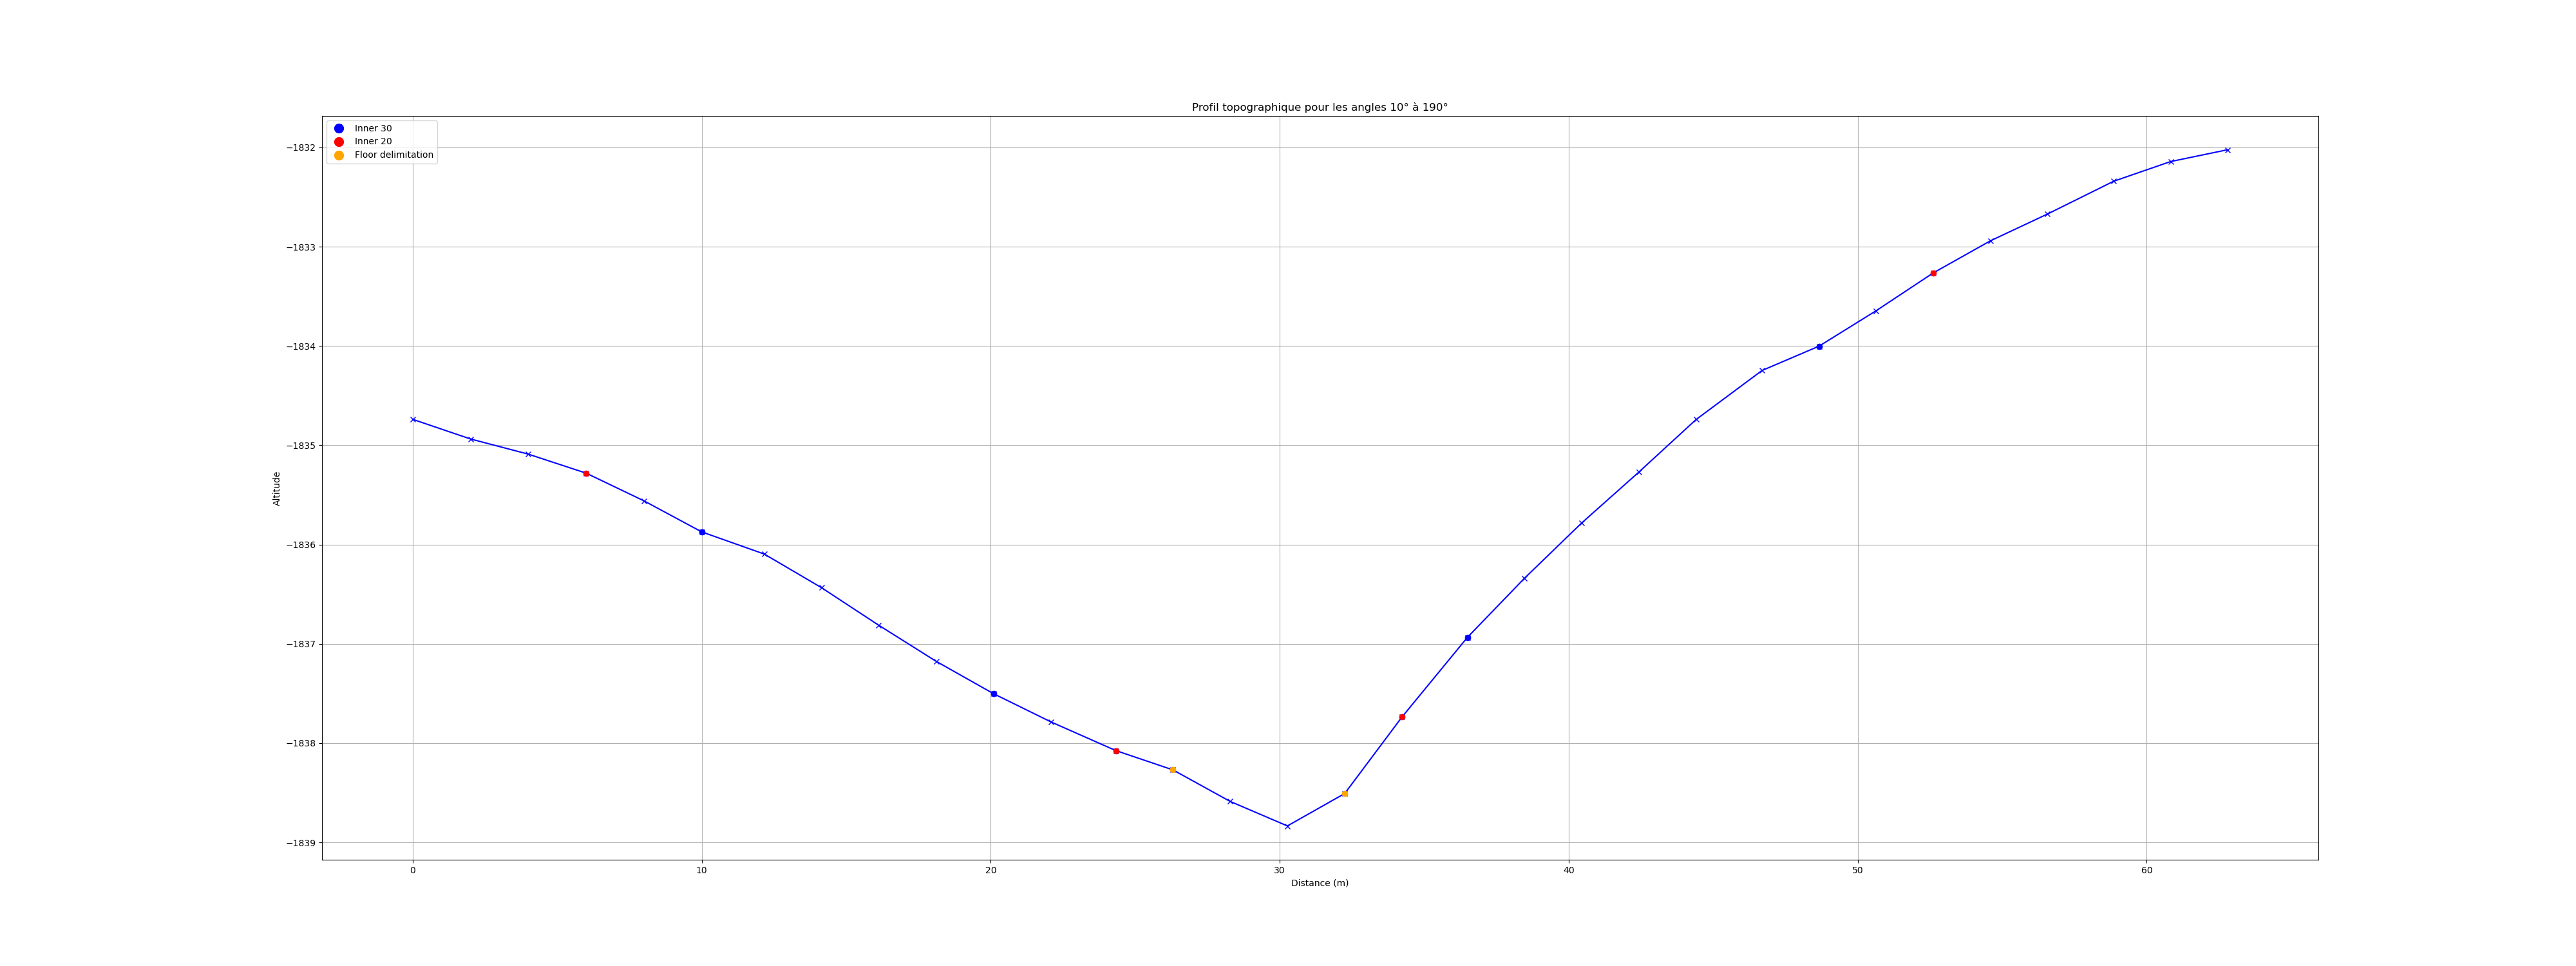 Profil topographique pour les angles 10° à 190°
Inner 30
Inner 20
Floor delimitation
−1832
−1833
−1834
−1835
−1836
−1837
−1838
−1839
Altitude
0 10 20 30 40 50 60
Distance (m)